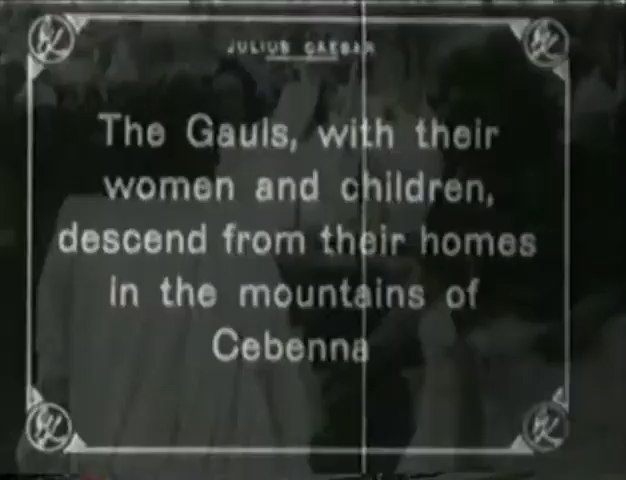 JULIUS CAESAR
The Gauls, with their
women and children,
descend from their homes
in the mountains of
Cebenna